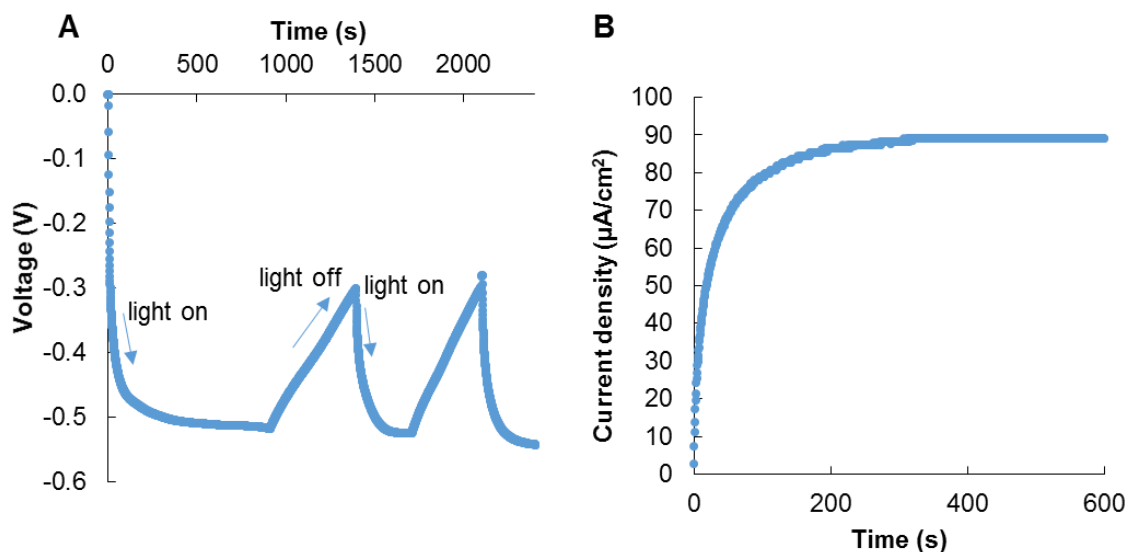 A
Time (s)
0 500 1000 1500 2000
0.0
-0.1
-0.2
-0.3
-0.4
-0.5
-0.6
Voltage (V)
light on
light off
light on
B
100
90
80
70
60
50
40
30
20
10
0
Current density (µA/cm²)
0 200 400 600
Time (s)